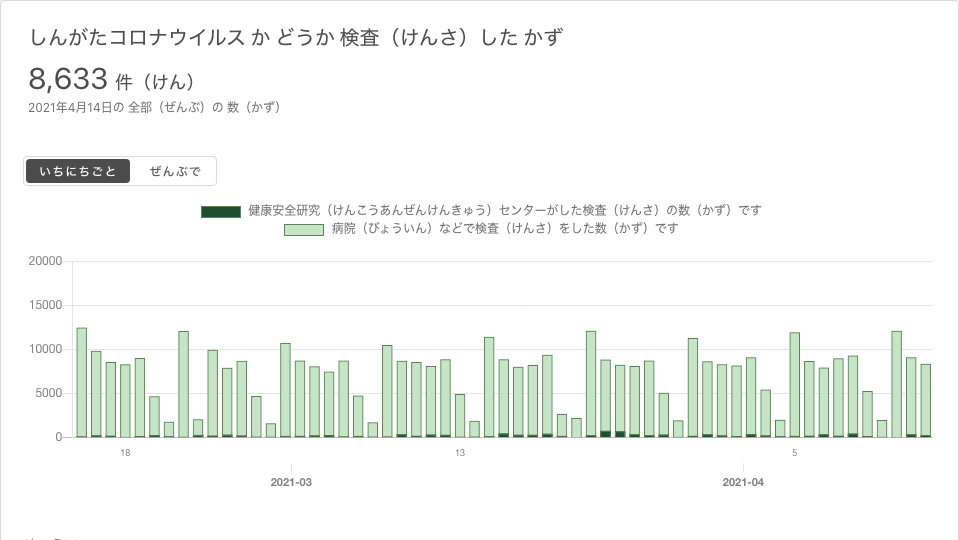 しんがたコロナウイルス か どうか 検査（けんさ）した かず
8,633 件（けん）
2021年4月14日の 全部（ぜんぶ）の 数（かず）
いちにちごと ぜんぶで
健康安全研究（けんこうあんぜんけんきゅう）センターがした検査（けんさ）の数（かず）です
病院（びょういん）などで検査（けんさ）をした数（かず）です
20000
15000
10000
5000
0
18 13 5
2021-03 2021-04